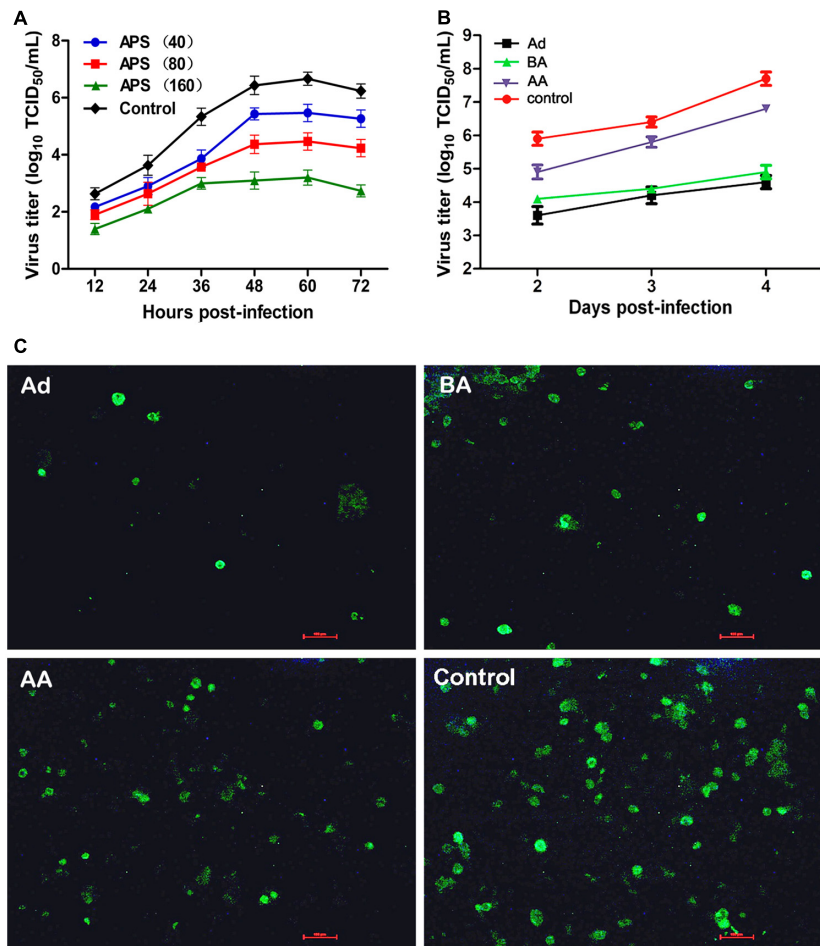 A
Virus titer (log10 TCID50/mL)
8
6
4
2
0
APS （40）
APS （80）
APS （160）
Control
12 24 36 48 60 72
Hours post-infection
B
Virus titer (log10 TCID50/mL)
9
8
7
6
5
4
3
2
Ad
BA
AA
control
2 3 4
Days post-infection
C
Ad
BA
AA
Control